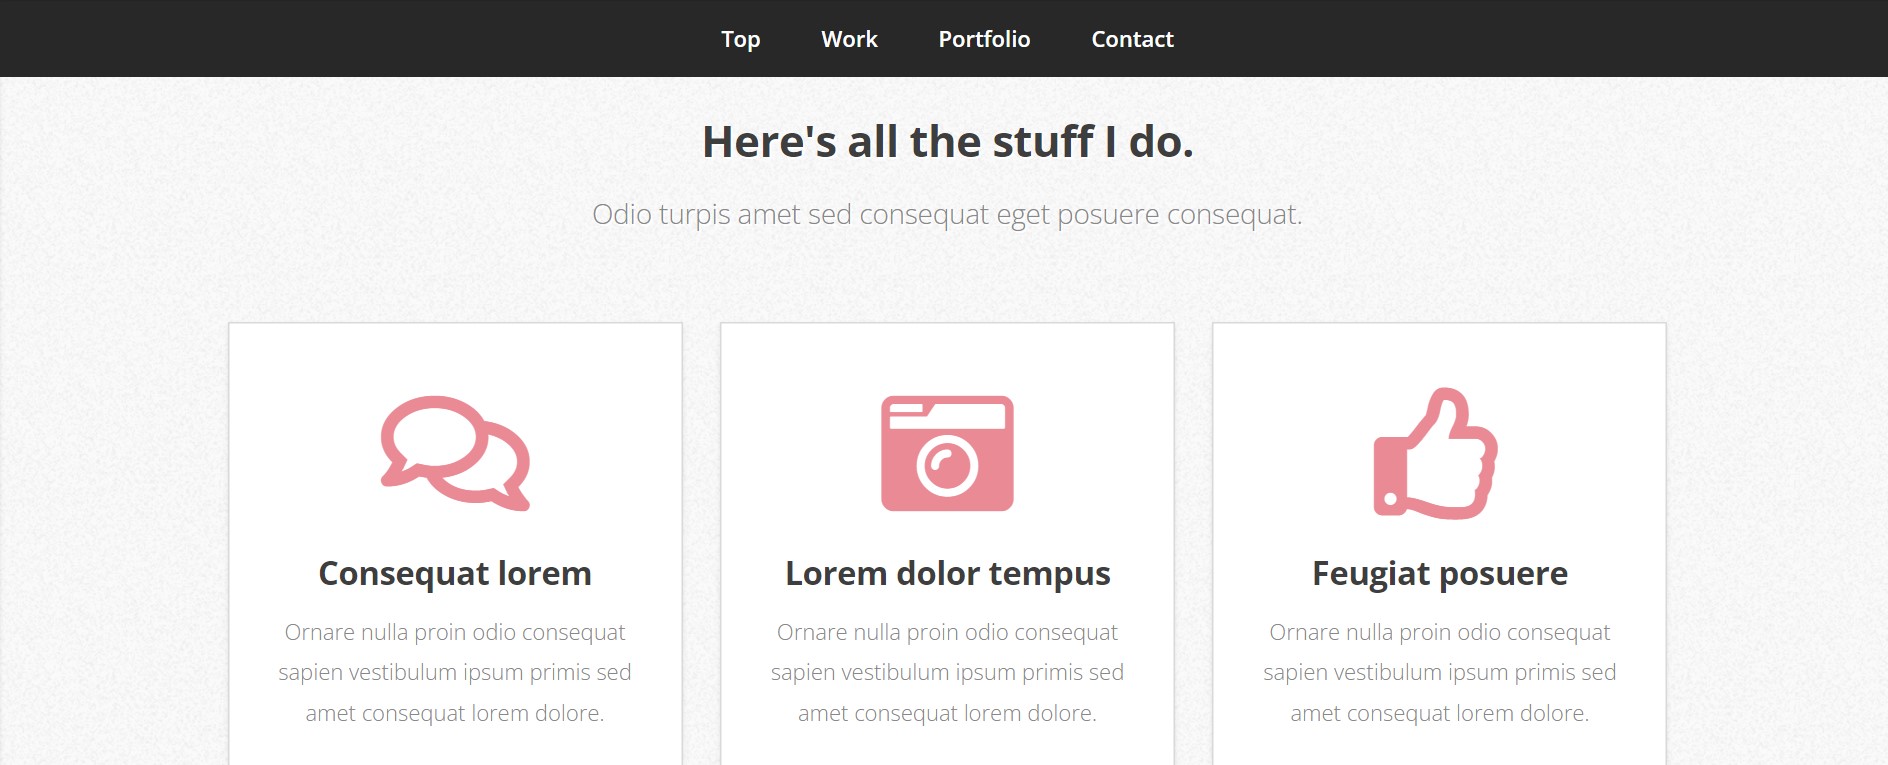 Top Work Portfolio Contact
Here's all the stuff I do.
Odio turpis amet sed consequat eget posuere consequat.
Consequat lorem
Ornare nulla proin odio consequat
sapien vestibulum ipsum primis sed
amet consequat lorem dolore.
Lorem dolor tempus
Ornare nulla proin odio consequat
sapien vestibulum ipsum primis sed
amet consequat lorem dolore.
Feugiat posuere
Ornare nulla proin odio consequat
sapien vestibulum ipsum primis sed
amet consequat lorem dolore.